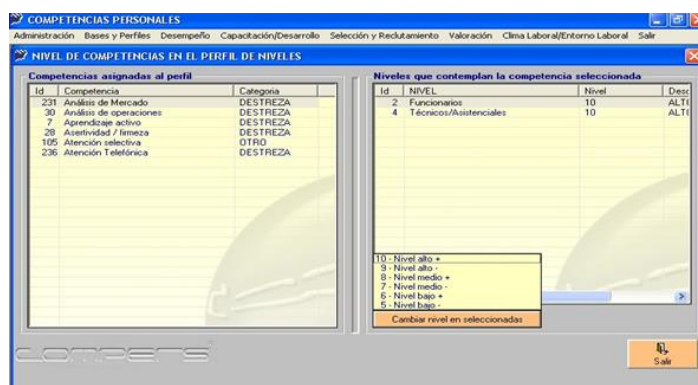 COMPETENCIAS PERSONALES
Administración Bases y Perfiles Desempeño Capacitación/Desarrollo Selección y Reclutamiento Valoración Clima Laboral/Entorno Laboral Salir
NIVEL DE COMPETENCIAS EN EL PERFIL DE NIVELES
Competencias asignadas al perfil
Id Competencia Categoria
231 Análisis de Mercado DESTREZA
30 Análisis de operaciones DESTREZA
7 Aprendizaje activo DESTREZA
28 Asertividad / firmeza DESTREZA
105 Atención selectiva OTRO
236 Atención Telefónica DESTREZA
Niveles que contemplan la competencia seleccionada
Id NIVEL Nivel Desc
2 Funcionarios 10 ALTI
4 Técnicos/Asistenciales 10 ALTI
10 - Nivel alto +
9 - Nivel alto -
8 - Nivel medio +
7 - Nivel medio -
6 - Nivel bajo +
5 - Nivel bajo -
Cambiar nivel en seleccionadas
COMPERS
Salir